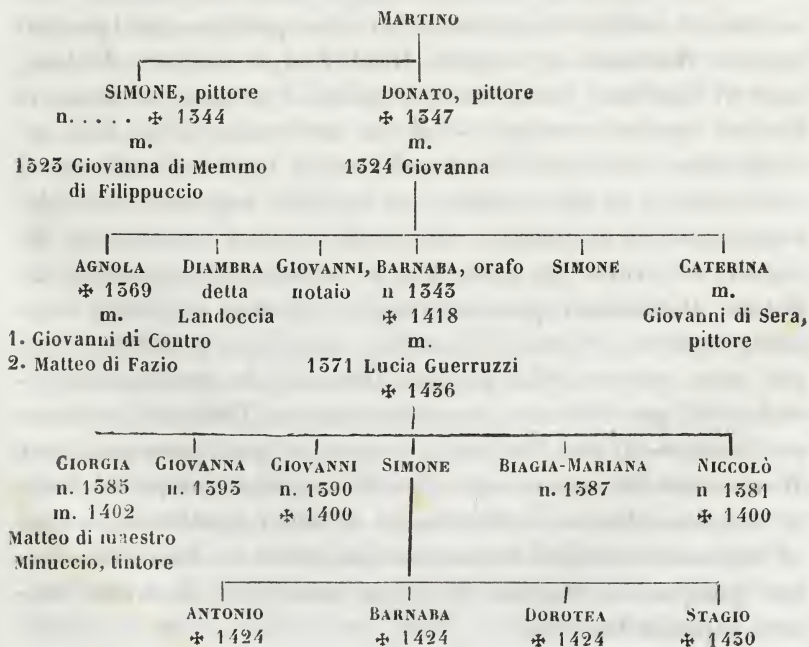 MARTINO
SIMONE, pittore DONATO, pittore
n. . . . . ✠ 1344 ✠ 1347
m. m.
1323 Giovanna di Memmo 1324 Giovanna
di Filippuccio
AGNOLA DIAMBRA GIOVANNI, BARNABA, orafo SIMONE CATERINA
✠ 1369 detta notaio n 1343 m.
m. Landoccia ✠ 1418 Giovanni di Sera,
1. Giovanni di Contro m. pittore
2. Matteo di Fazio 1371 Lucia Guerruzzi
✠ 1436
GIORGIA GIOVANNA GIOVANNI SIMONE BIAGIA-MARIANA NICCOLÒ
n. 1385 n. 1395 n. 1390 n. 1387 n 1381
m. 1402 ✠ 1400 ✠ 1400
Matteo di maestro
Minuccio, tintore
ANTONIO BARNABA DOROTEA STAGIO
✠ 1424 ✠ 1424 ✠ 1424 ✠ 1430